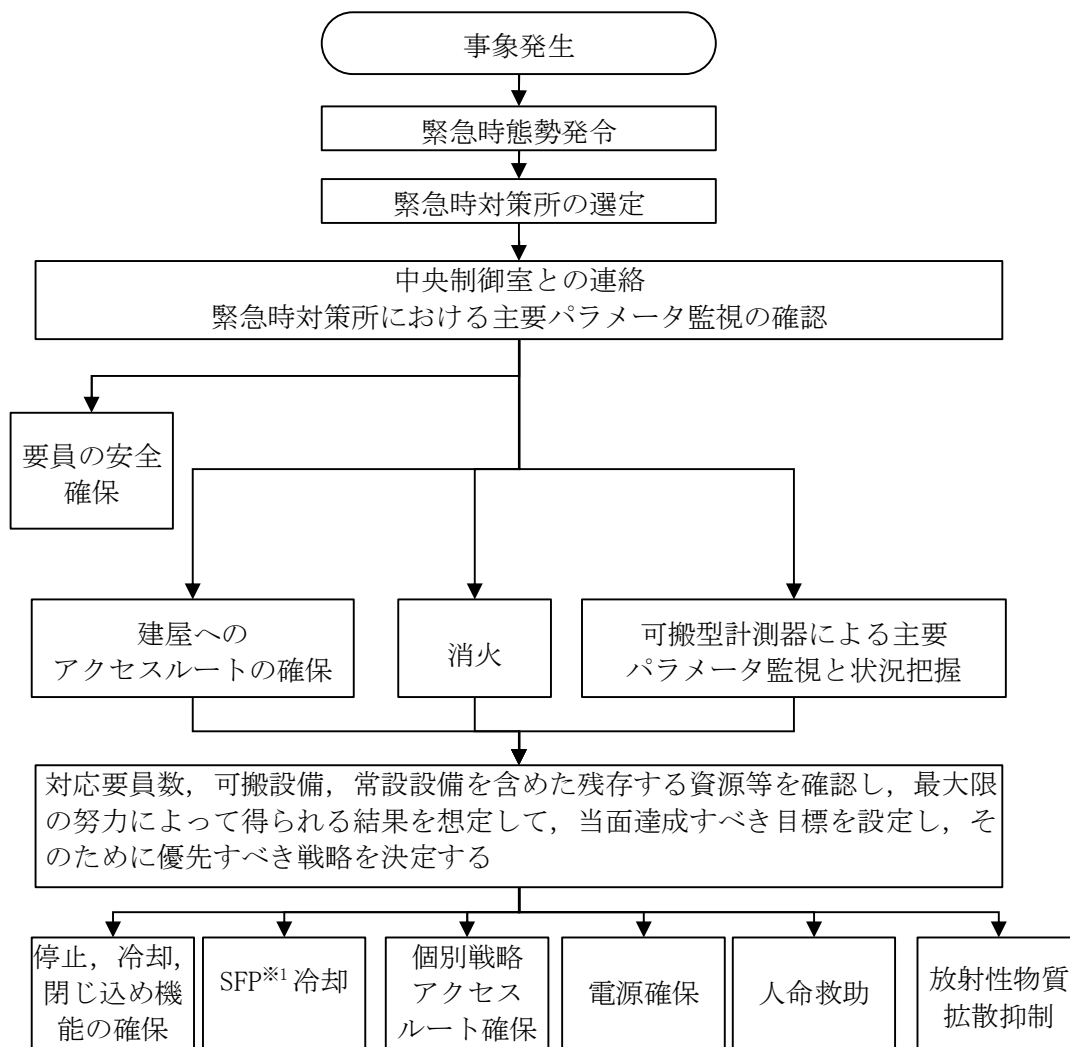 事象発生
緊急時態勢発令
緊急時対策所の選定
中央制御室との連絡
緊急時対策所における主要パラメータ監視の確認
要員の安全
確保
建屋への
アクセスルートの確保
消火
可搬型計測器による主要
パラメータ監視と状況把握
対応要員数，可搬設備，常設設備を含めた残存する資源等を確認し，最大限
の努力によって得られる結果を想定して，当面達成すべき目標を設定し，そ
のために優先すべき戦略を決定する
停止，冷却，
閉じ込め機
能の確保
SFP※1 冷却
個別戦略
アクセス
ルート確保
電源確保
人命救助
放射性物質
拡散抑制